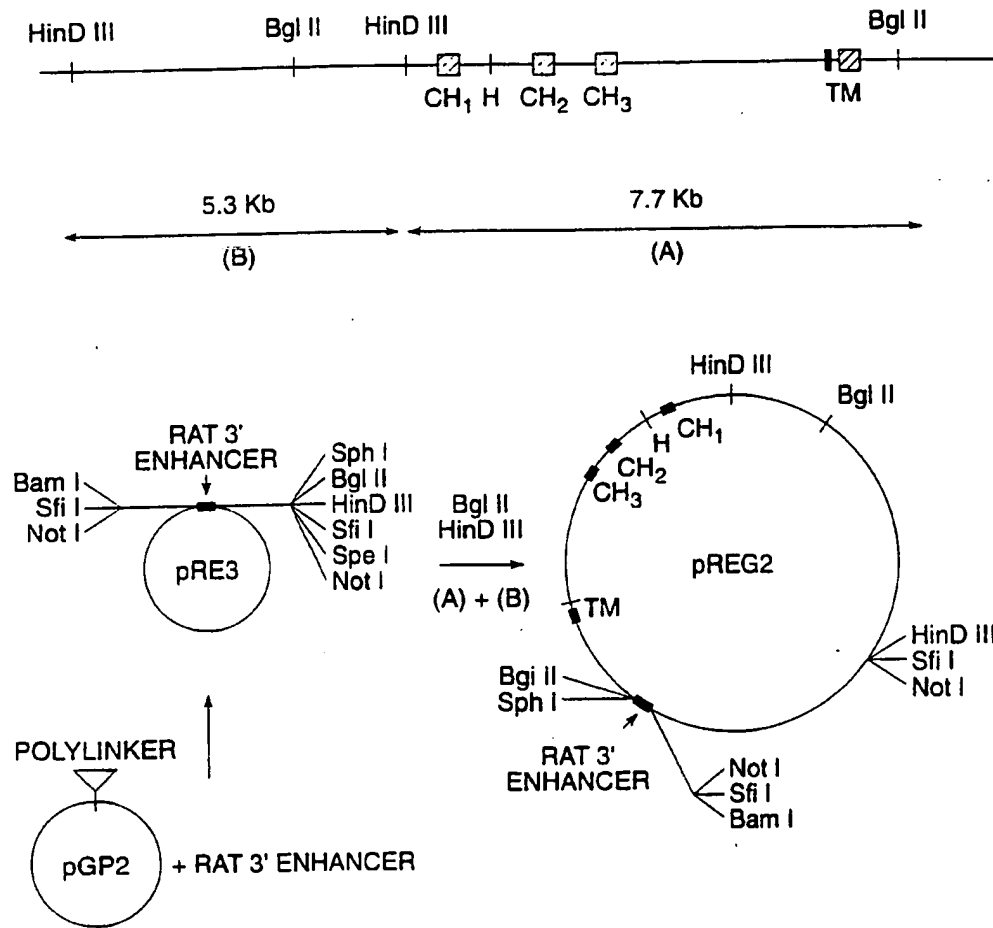 HinD III
Bgl II
HinD III
Bgl II
CH1
H
CH2
CH3
TM
5.3 Kb
(B)
7.7 Kb
(A)
RAT 3'
ENHANCER
Bam I
Sfi I
Not I
Sph I
Bgl II
HinD III
Sfi I
Spe I
Not I
pRE3
Bgl II
HinD III
(A) + (B)
HinD III
Bgl II
CH1
H
CH2
CH3
pREG2
TM
HinD III
Sfi I
Not I
Bgi II
Sph I
RAT 3'
ENHANCER
Not I
Sfi I
Bam I
POLYLINKER
pGP2
+ RAT 3' ENHANCER